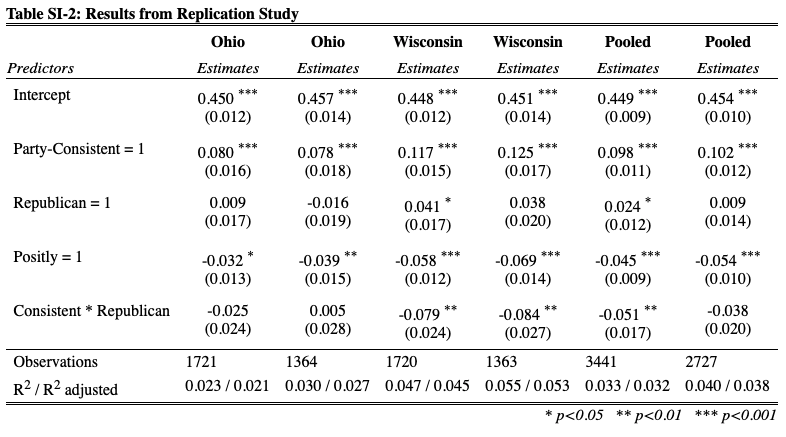 Table SI-2: Results from Replication Study
Ohio Ohio Wisconsin Wisconsin Pooled Pooled
Predictors Estimates Estimates Estimates Estimates Estimates Estimates
Intercept 0.450 *** 0.457 *** 0.448 *** 0.451 *** 0.449 *** 0.454 ***
(0.012) (0.014) (0.012) (0.014) (0.009) (0.010)
Party-Consistent = 1 0.080 *** 0.078 *** 0.117 *** 0.125 *** 0.098 *** 0.102 ***
(0.016) (0.018) (0.015) (0.017) (0.011) (0.012)
Republican = 1 0.009 -0.016 0.041 * 0.038 0.024 * 0.009
(0.017) (0.019) (0.017) (0.020) (0.012) (0.014)
Positly = 1 -0.032 * -0.039 ** -0.058 *** -0.069 *** -0.045 *** -0.054 ***
(0.013) (0.015) (0.012) (0.014) (0.009) (0.010)
Consistent * Republican -0.025 0.005 -0.079 ** -0.084 ** -0.051 ** -0.038
(0.024) (0.028) (0.024) (0.027) (0.017) (0.020)
Observations 1721 1364 1720 1363 3441 2727
R² / R² adjusted 0.023 / 0.021 0.030 / 0.027 0.047 / 0.045 0.055 / 0.053 0.033 / 0.032 0.040 / 0.038
* p<0.05 ** p<0.01 *** p<0.001